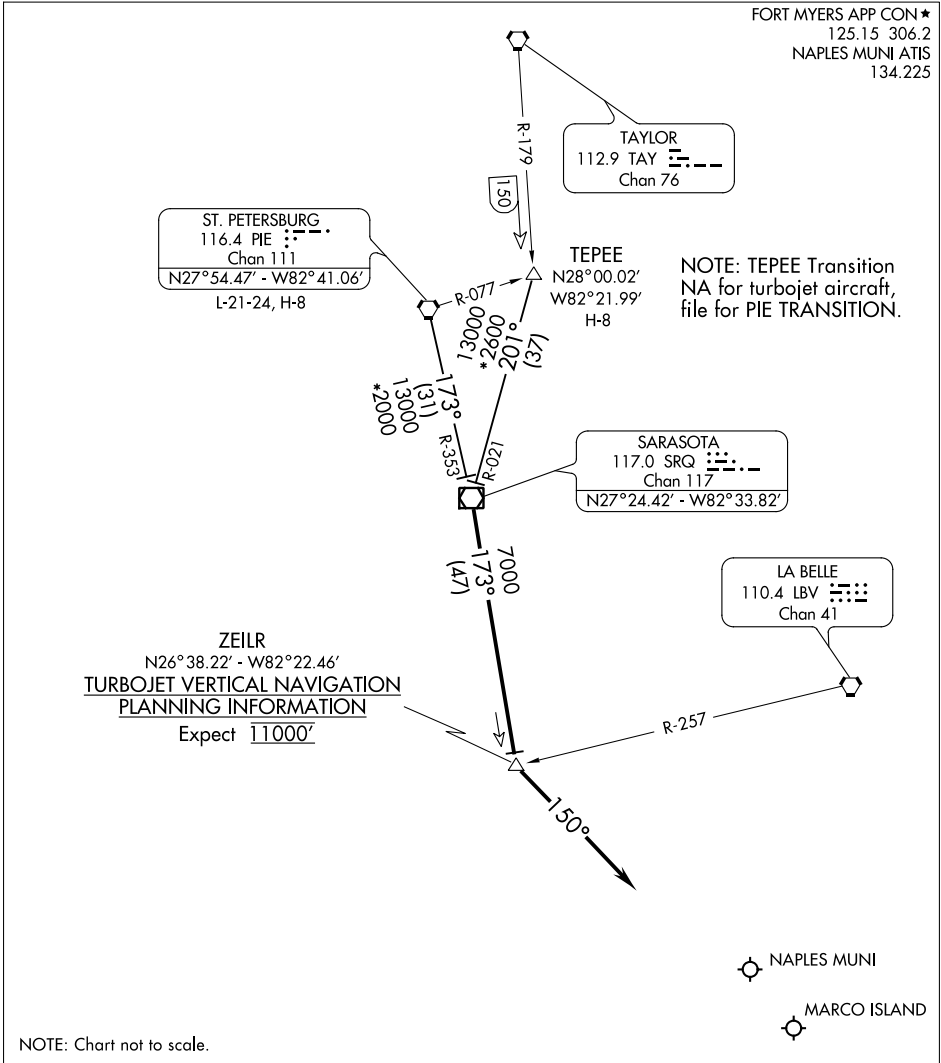 FORT MYERS APP CON ★
125.15 306.2
NAPLES MUNI ATIS
134.225
TAYLOR
112.9 TAY
Chan 76
R-179
150
ST. PETERSBURG
116.4 PIE
Chan 111
N27°54.47' - W82°41.06'
L-21-24, H-8
TEPEE
N28°00.02'
W82°21.99'
H-8
NOTE: TEPEE Transition
NA for turbojet aircraft,
file for PIE TRANSITION.
R-077
13000
*2600
201°
(37)
173°
(31)
13000
*2000
R-353
R-021
SARASOTA
117.0 SRQ
Chan 117
N27°24.42' - W82°33.82'
7000
173°
(47)
LA BELLE
110.4 LBV
Chan 41
R-257
ZEILR
N26°38.22' - W82°22.46'
TURBOJET VERTICAL NAVIGATION
PLANNING INFORMATION
Expect 11000'
150°
NAPLES MUNI
MARCO ISLAND
NOTE: Chart not to scale.